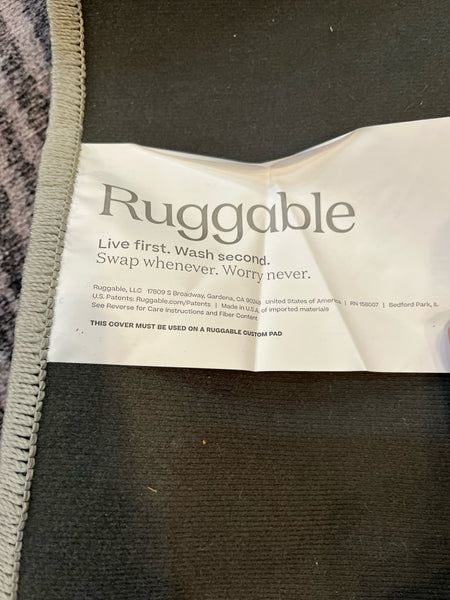 Ruggable
Live first. Wash second.
Swap whenever. Worry never.
Ruggable, LLC 17809 S Broadway, Gardena, CA 90248 United States of America | RN 158007 | Bedford Park, IL
U.S. Patents: Ruggable.com/Patents | Made in U.S.A. of imported materials
See Reverse for Care Instructions and Fiber Content
THIS COVER MUST BE USED ON A RUGGABLE CUSTOM PAD